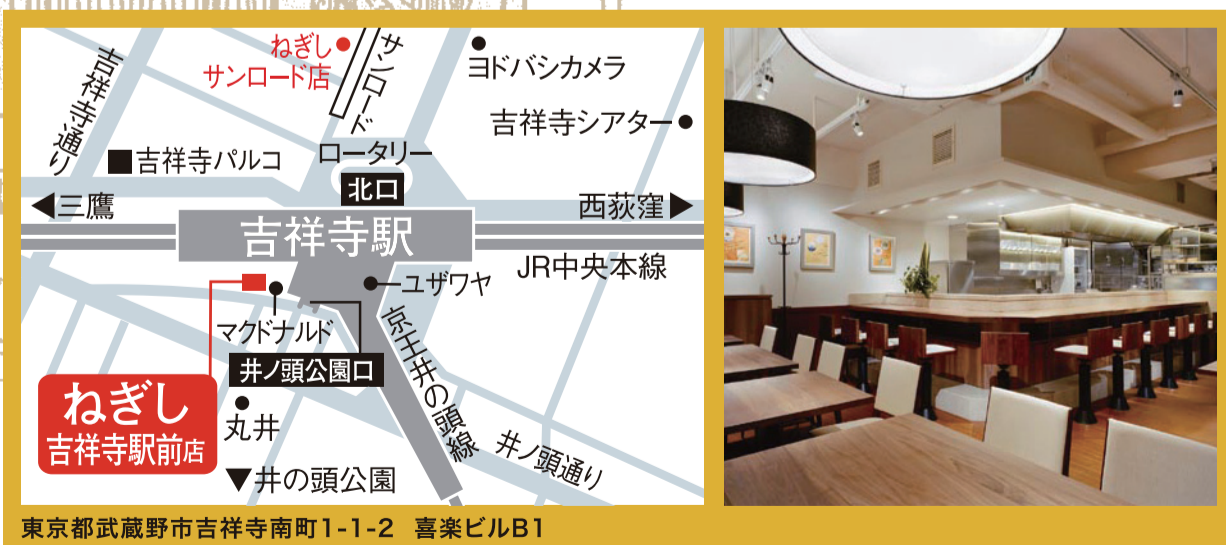 吉祥寺通り
ねぎし
サンロード店
サンロード
ヨドバシカメラ
吉祥寺シアター
吉祥寺パルコ
ロータリー
北口
三鷹
西荻窪
吉祥寺駅
JR中央本線
ユザワヤ
マクドナルド
京王井の頭線
井ノ頭公園口
ねぎし
吉祥寺駅前店
丸井
井ノ頭通り
▼井の頭公園
東京都武蔵野市吉祥寺南町1-1-2 喜楽ビルB1